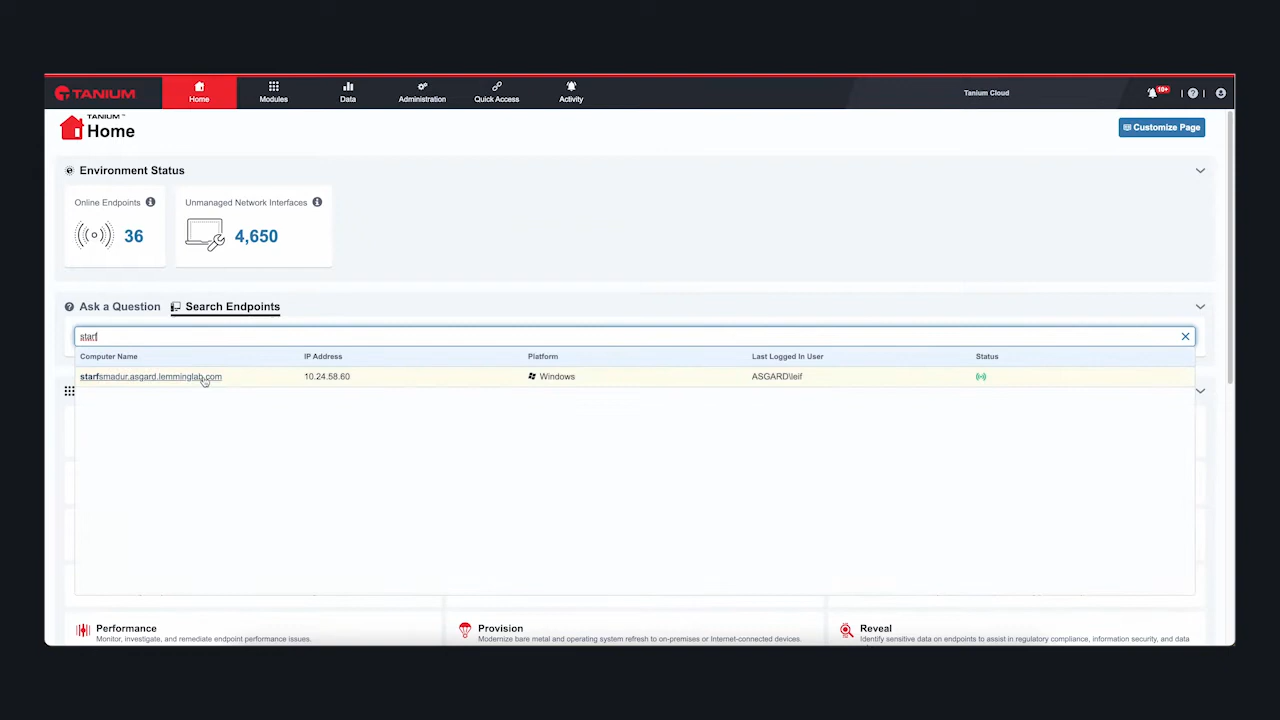 TANIUM
Home
Modules
Data
Administration
Quick Access
Activity
Tanium Cloud
10+
TANIUM™
Home
Customize Page
Environment Status
Online Endpoints
36
Unmanaged Network Interfaces
4,650
Ask a Question
Search Endpoints
starf
Computer Name IP Address Platform Last Logged In User Status
starfsmadur.asgard.lemminglab.com 10.24.58.60 Windows ASGARD\leif
Performance
Monitor, investigate, and remediate endpoint performance issues.
Provision
Modernize bare metal and operating system refresh to on-premises or Internet-connected devices.
Reveal
Identify sensitive data on endpoints to assist in regulatory compliance, information security, and data